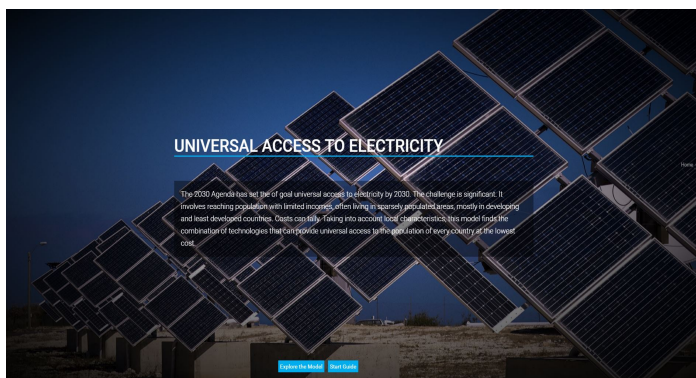 UNIVERSAL ACCESS TO ELECTRICITY
Home
The 2030 Agenda has set the of goal universal access to electricity by 2030. The challenge is significant. It
involves reaching population with limited incomes, often living in sparsely populated areas, mostly in developing
and least developed countries. Costs can tally. Taking into account local characteristics, this model finds the
combination of technologies that can provide universal access to the population of every country at the lowest
cost.
Explore the Model
Start Guide